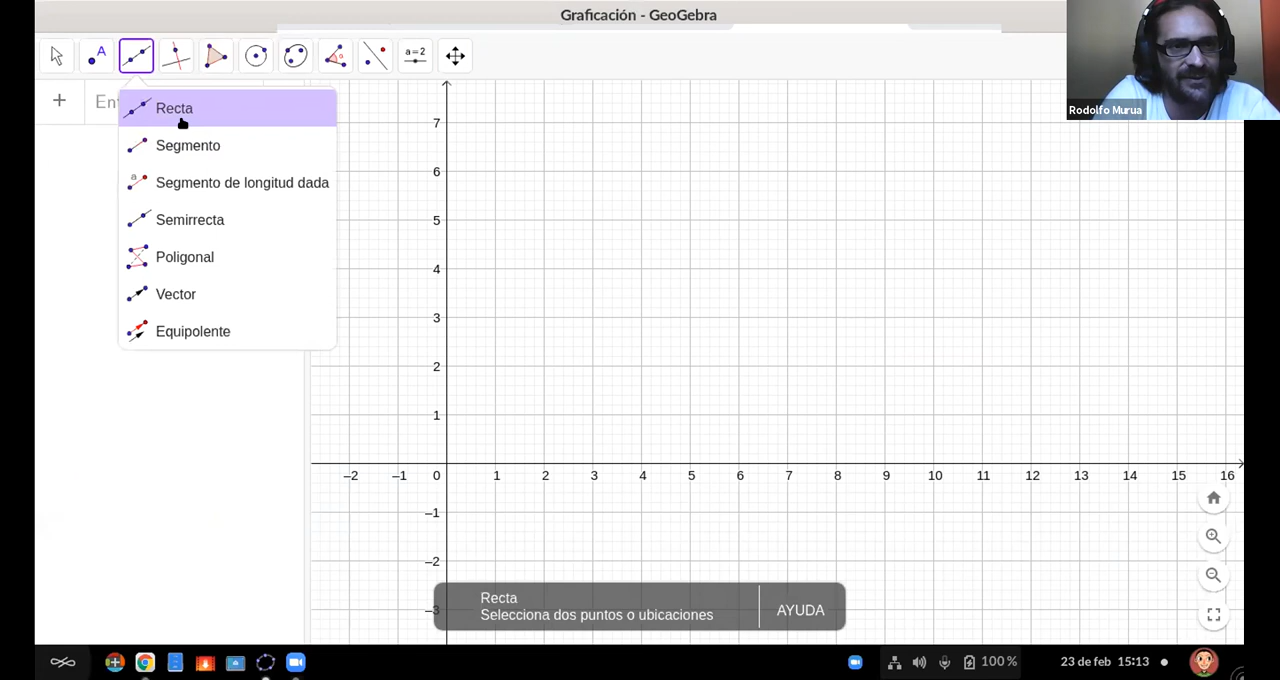 Graficación - GeoGebra
A
a=2
Rodolfo Murua
+ En
Recta
Segmento
a
Segmento de longitud dada
Semirrecta
Poligonal
Vector
Equipolente
7
6
5
4
3
2
1
–2 –1 0 1 2 3 4 5 6 7 8 9 10 11 12 13 14 15 16
–1
–2
–3
Recta
Selecciona dos puntos o ubicaciones
AYUDA
100 % 23 de feb 15:13